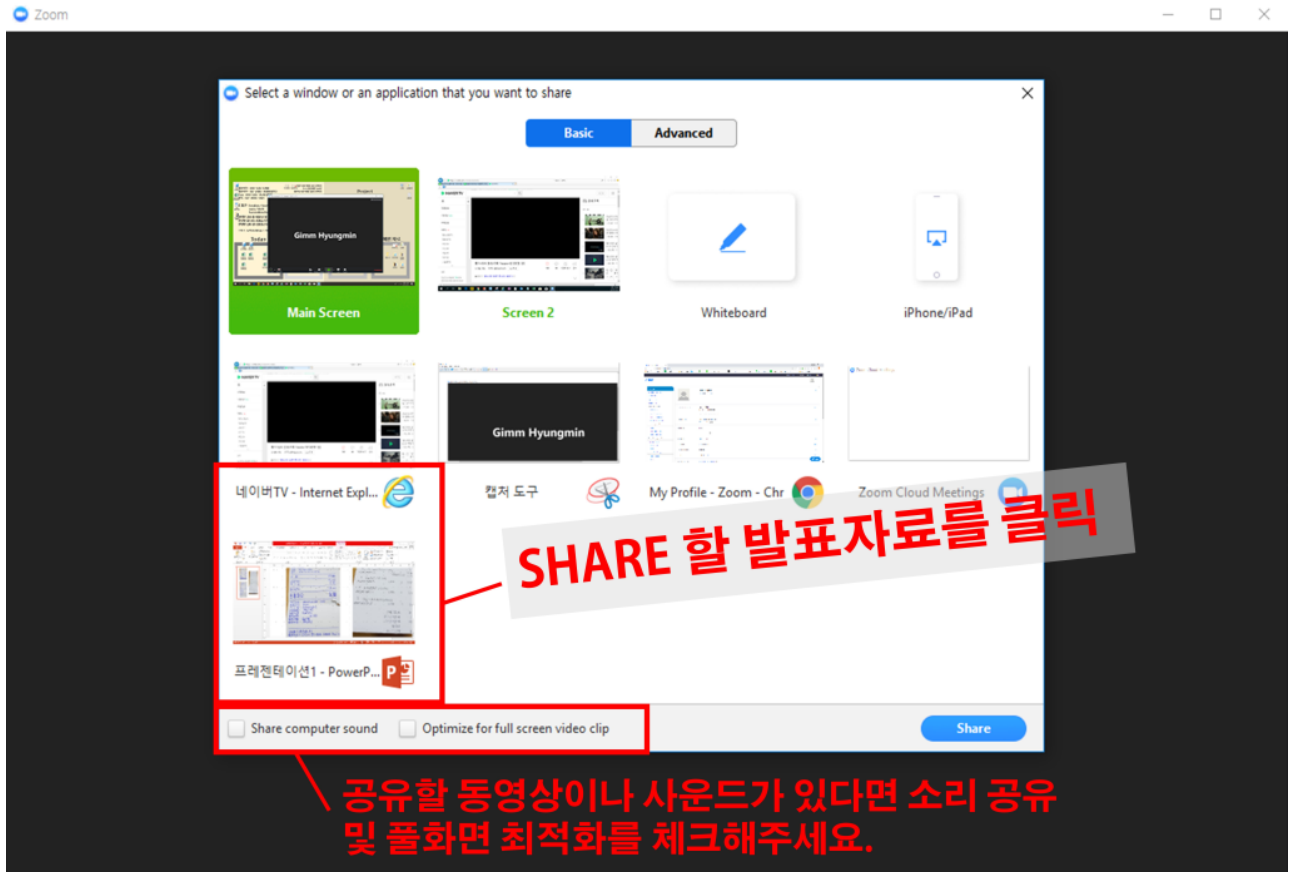 Zoom
Select a window or an application that you want to share
Basic
Advanced
Gimm Hyungmin
Main Screen
Screen 2
Whiteboard
iPhone/iPad
Gimm Hyungmin
네이버TV - Internet Expl...
캡처 도구
My Profile - Zoom - Chr
Zoom Cloud Meetings
SHARE 할 발표자료를 클릭
프레젠테이션1 - PowerP...
Share computer sound
Optimize for full screen video clip
Share
공유할 동영상이나 사운드가 있다면 소리 공유
및 풀화면 최적화를 체크해주세요.